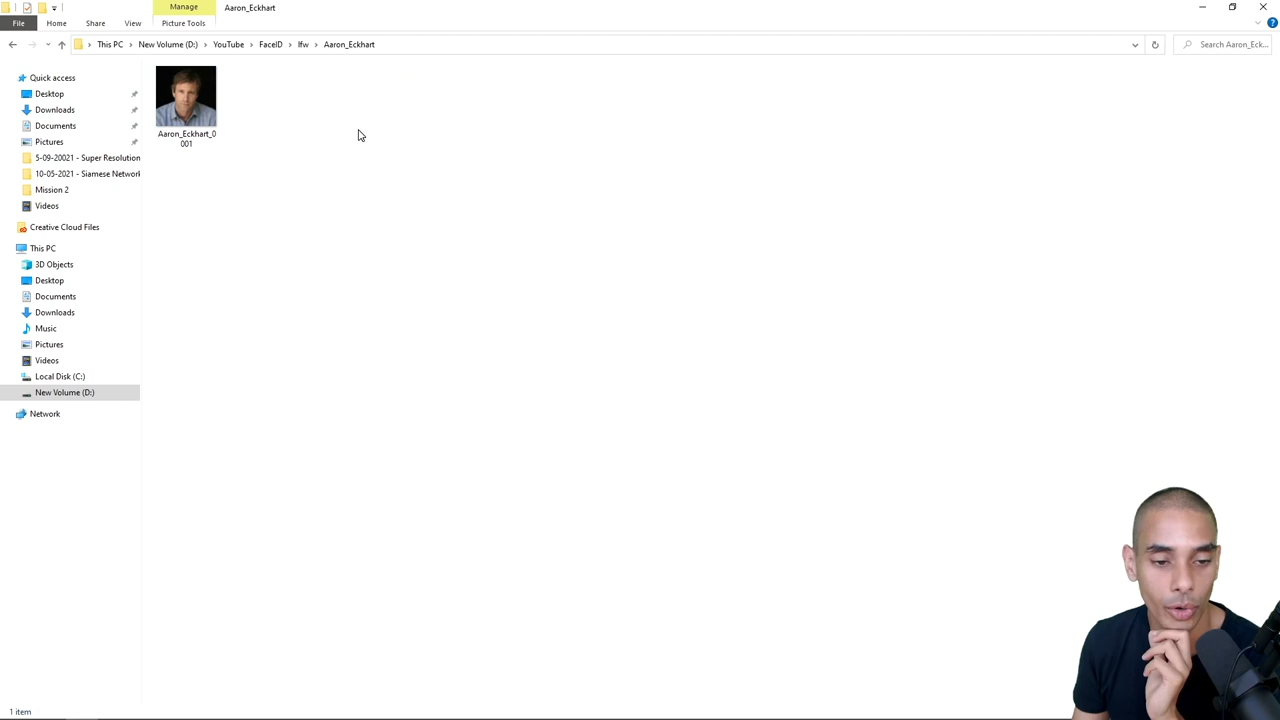 Manage
Aaron_Eckhart
File
Home
Share
View
Picture Tools
This PC
New Volume (D:)
YouTube
FaceID
lfw
Aaron_Eckhart
Search Aaron_Eck...
Quick access
Desktop
Downloads
Documents
Pictures
5-09-20021 - Super Resolution
10-05-2021 - Siamese Network
Mission 2
Videos
Creative Cloud Files
This PC
3D Objects
Desktop
Documents
Downloads
Music
Pictures
Videos
Local Disk (C:)
New Volume (D:)
Network
Aaron_Eckhart_0
001
1 item